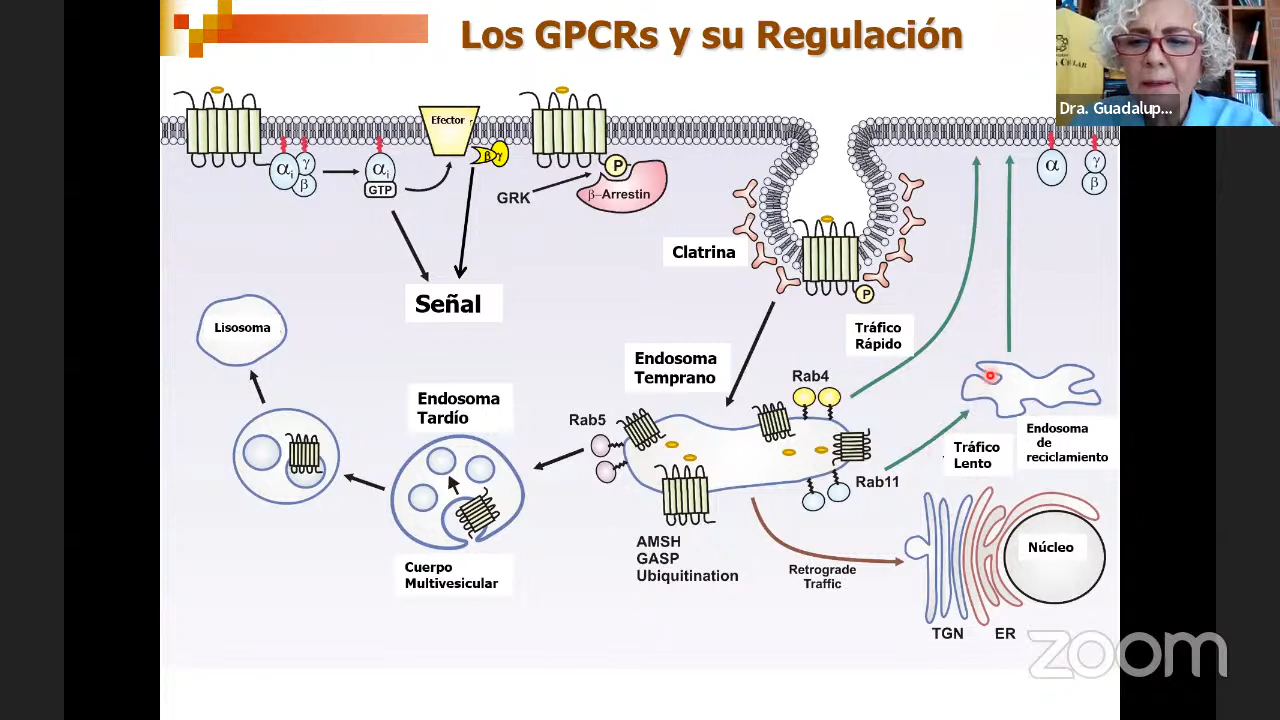 Los GPCRs y su Regulación
Dra. Guadalup...
Efector
αi
γ
β
αi
GTP
β γ
GRK
P
β-Arrestin
α
γ
β
Clatrina
P
Señal
Lisosoma
Tráfico
Rápido
Endosoma
Temprano
Rab4
Endosoma
Tardío
Rab5
Endosoma
de
reciclamiento
Tráfico
Lento
Rab11
AMSH
GASP
Ubiquitination
Cuerpo
Multivesicular
Retrograde
Traffic
Núcleo
TGN
ER
zoom